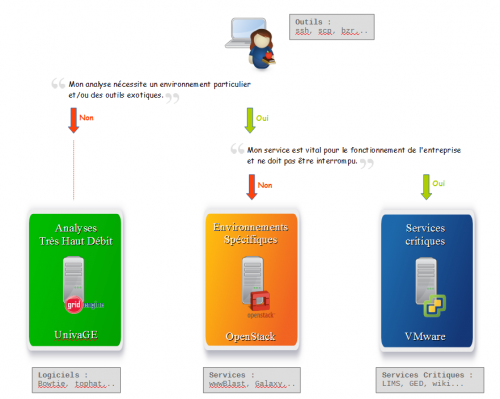 Outils :
ssh, scp, bzr,..
Mon analyse nécessite un environnement particulier
et/ou des outils exotiques.
Non
Oui
Mon service est vital pour le fonctionnement de l'entreprise
et ne doit pas être interrompu.
Non
Oui
Analyses
Très Haut Débit
grid engine
UnivaGE
Environnements
Spécifiques
openstack
OpenStack
Services
critiques
VMware
Logiciels :
Bowtie, tophat,..
Services :
wwwBlast, Galaxy,..
Services Critiques :
LIMS, GED, wiki...